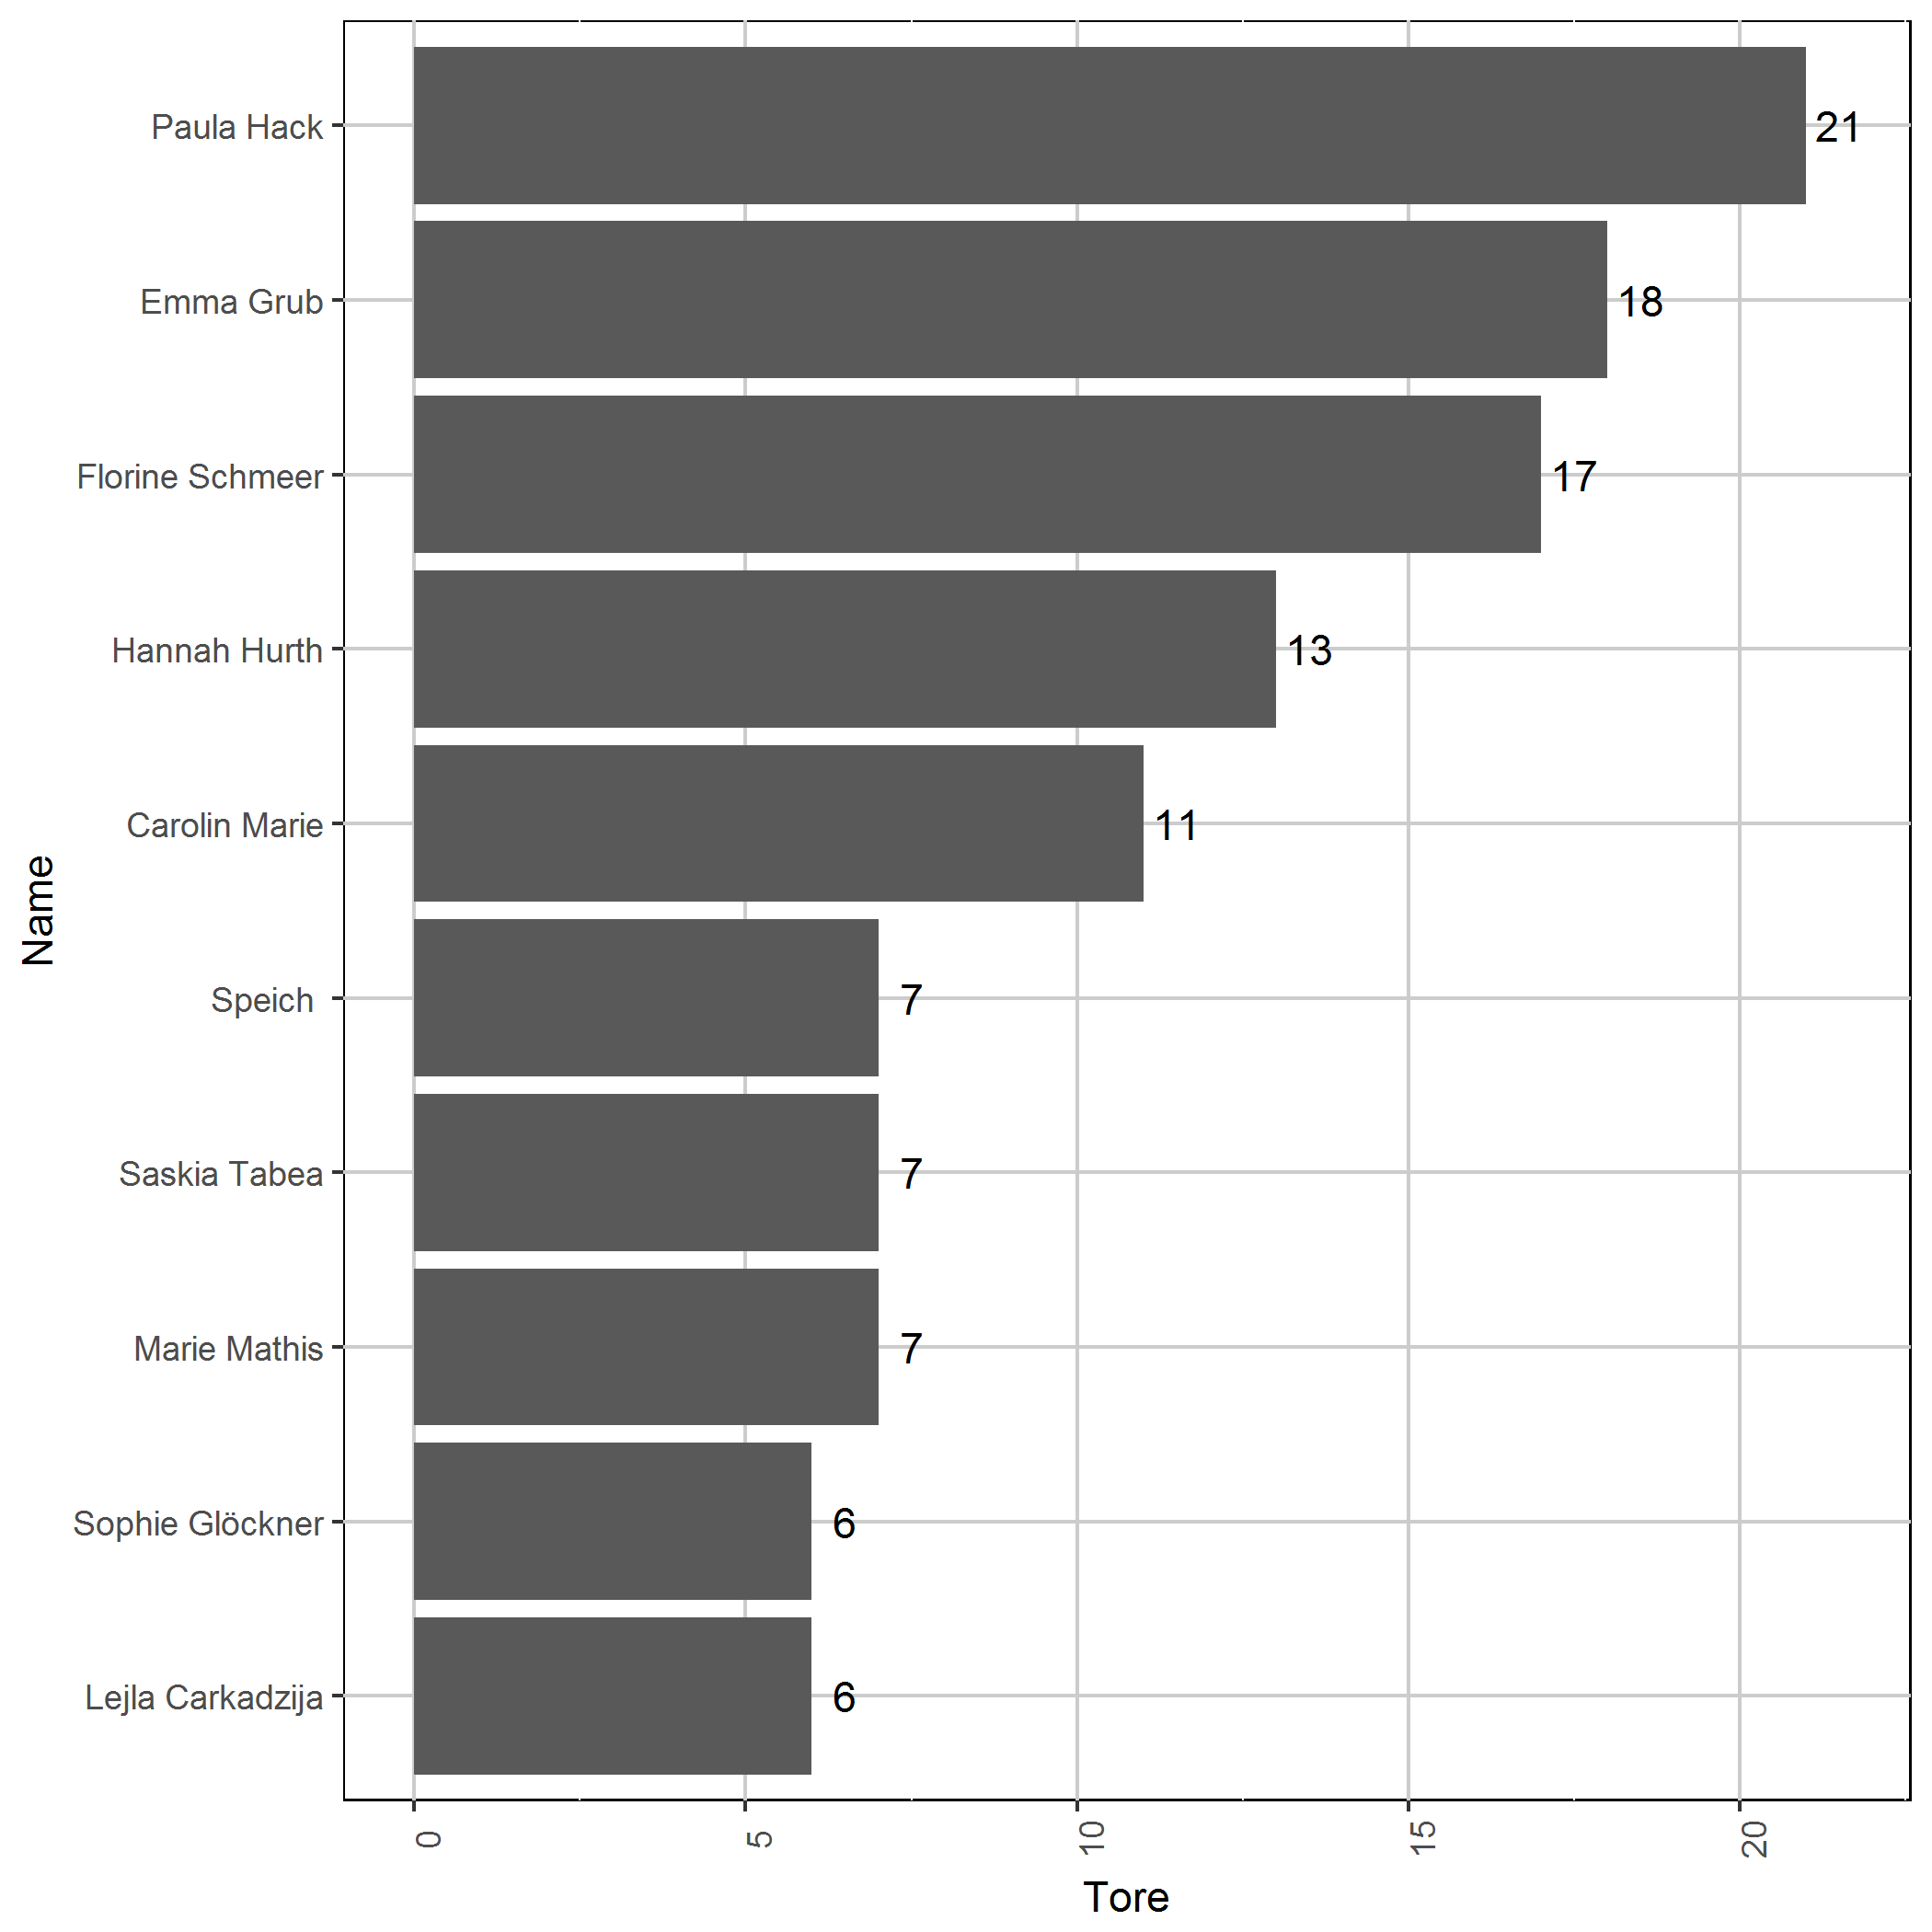 Paula Hack 21
Emma Grub 18
Florine Schmeer 17
Hannah Hurth 13
Carolin Marie 11
Speich 7
Saskia Tabea 7
Marie Mathis 7
Sophie Glöckner 6
Lejla Carkadzija 6
Name
0 5 10 15 20
Tore